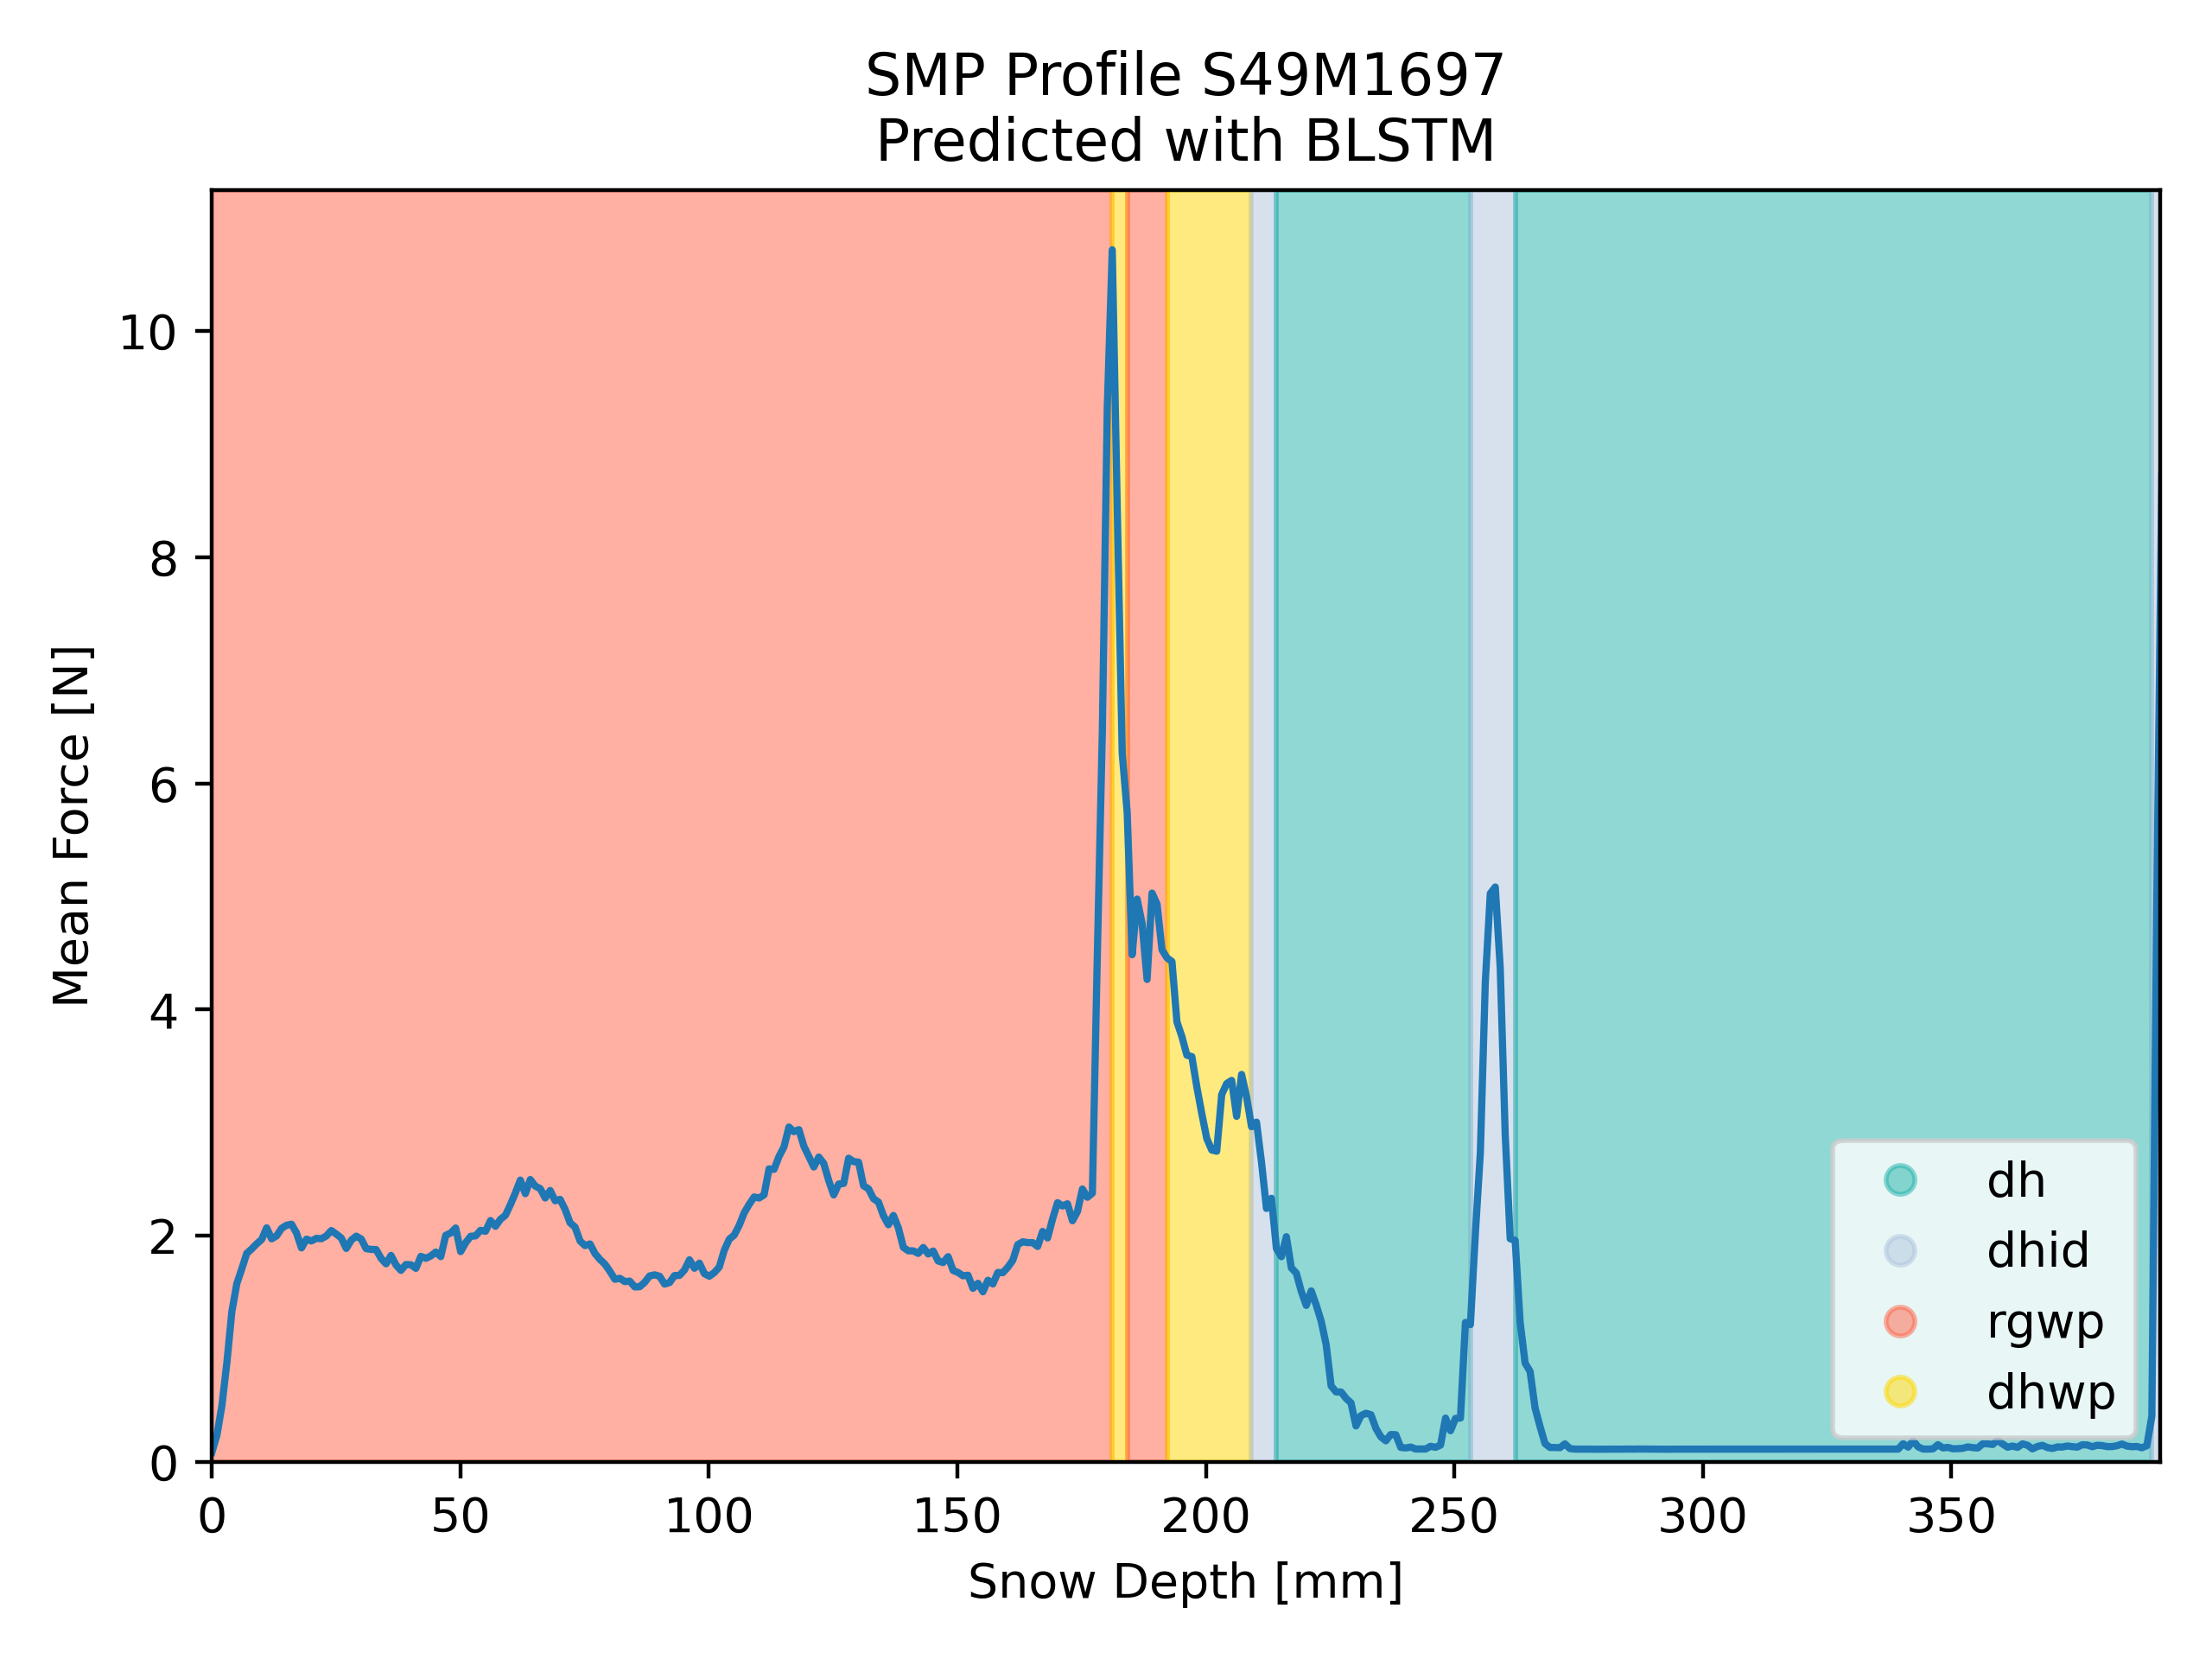 SMP Profile S49M1697
Predicted with BLSTM
Mean Force [N]
10
8
6
4
2
0
0 50 100 150 200 250 300 350
Snow Depth [mm]
dh
dhid
rgwp
dhwp